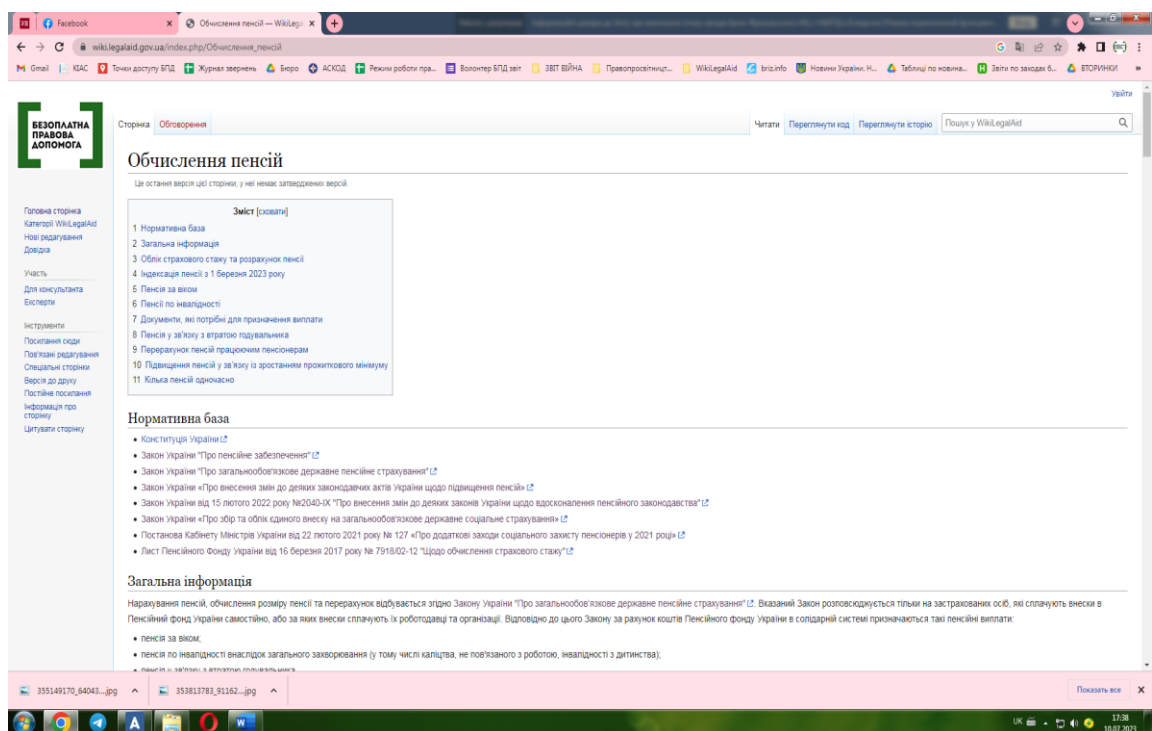 Facebook
Обчислення пенсій — WikiLega
wiki.legalaid.gov.ua/index.php/Обчислення_пенсій
Gmail
КІАС
Точки доступу БПД
Журнал звернень
Бюро
АСКОД
Режим роботи пра...
Волонтер БПД звіт
ЗВІТ ВІЙНА
Правопросвітницт...
WikiLegalAid
briz.info
Новини України. Н...
Таблиці по новина...
Звіти по заходах б...
ВТОРИНКИ
Увійти
БЕЗОПЛАТНА
ПРАВОВА
ДОПОМОГА
Сторінка Обговорення
Читати Переглянути код Переглянути історію Пошук у WikiLegalAid
Обчислення пенсій
Це остання версія цієї сторінки; у неї немає затверджених версій.
Головна сторінка
Категорії WikiLegalAid
Нові редагування
Довідка
Участь
Для консультанта
Експерти
Інструменти
Посилання сюди
Пов'язані редагування
Спеціальні сторінки
Версія до друку
Постійне посилання
Інформація про
сторінку
Цитувати сторінку
Зміст [сховати]
1 Нормативна база
2 Загальна інформація
3 Облік страхового стажу та розрахунок пенсії
4 Індексація пенсії з 1 березня 2023 року
5 Пенсія за віком
6 Пенсії по інвалідності
7 Документи, які потрібні для призначення виплати
8 Пенсія у зв'язку з втратою годувальника
9 Перерахунок пенсій працюючим пенсіонерам
10 Підвищення пенсій у зв'язку із зростанням прожиткового мінімуму
11 Кілька пенсій одночасно
Нормативна база
• Конституція України
• Закон України "Про пенсійне забезпечення"
• Закон України "Про загальнообов'язкове державне пенсійне страхування"
• Закон України «Про внесення змін до деяких законодавчих актів України щодо підвищення пенсій»
• Закон України від 15 лютого 2022 року №2040-IX "Про внесення змін до деяких законів України щодо вдосконалення пенсійного законодавства"
• Закон України «Про збір та облік єдиного внеску на загальнообов'язкове державне соціальне страхування»
• Постанова Кабінету Міністрів України від 22 лютого 2021 року № 127 «Про додаткові заходи соціального захисту пенсіонерів у 2021 році»
• Лист Пенсійного Фонду України від 16 березня 2017 року № 7918/02-12 "Щодо обчислення страхового стажу"
Загальна інформація
Нарахування пенсій, обчислення розміру пенсії та перерахунок відбувається згідно Закону України "Про загальнообов'язкове державне пенсійне страхування". Вказаний Закон розповсюджується тільки на застрахованих осіб, які сплачують внески в
Пенсійний фонд України самостійно, або за яких внески сплачують їх роботодавці та організації. Відповідно до цього Закону за рахунок коштів Пенсійного фонду України в солідарній системі призначаються такі пенсійні виплати:
• пенсія за віком;
• пенсія по інвалідності внаслідок загального захворювання (у тому числі каліцтва, не пов'язаного з роботою, інвалідності з дитинства);
• пенсія у зв'язку з втратою годувальника
355149170_64043...jpg
353813783_91162...jpg
Показать все
UK
17:38
10.07.2023